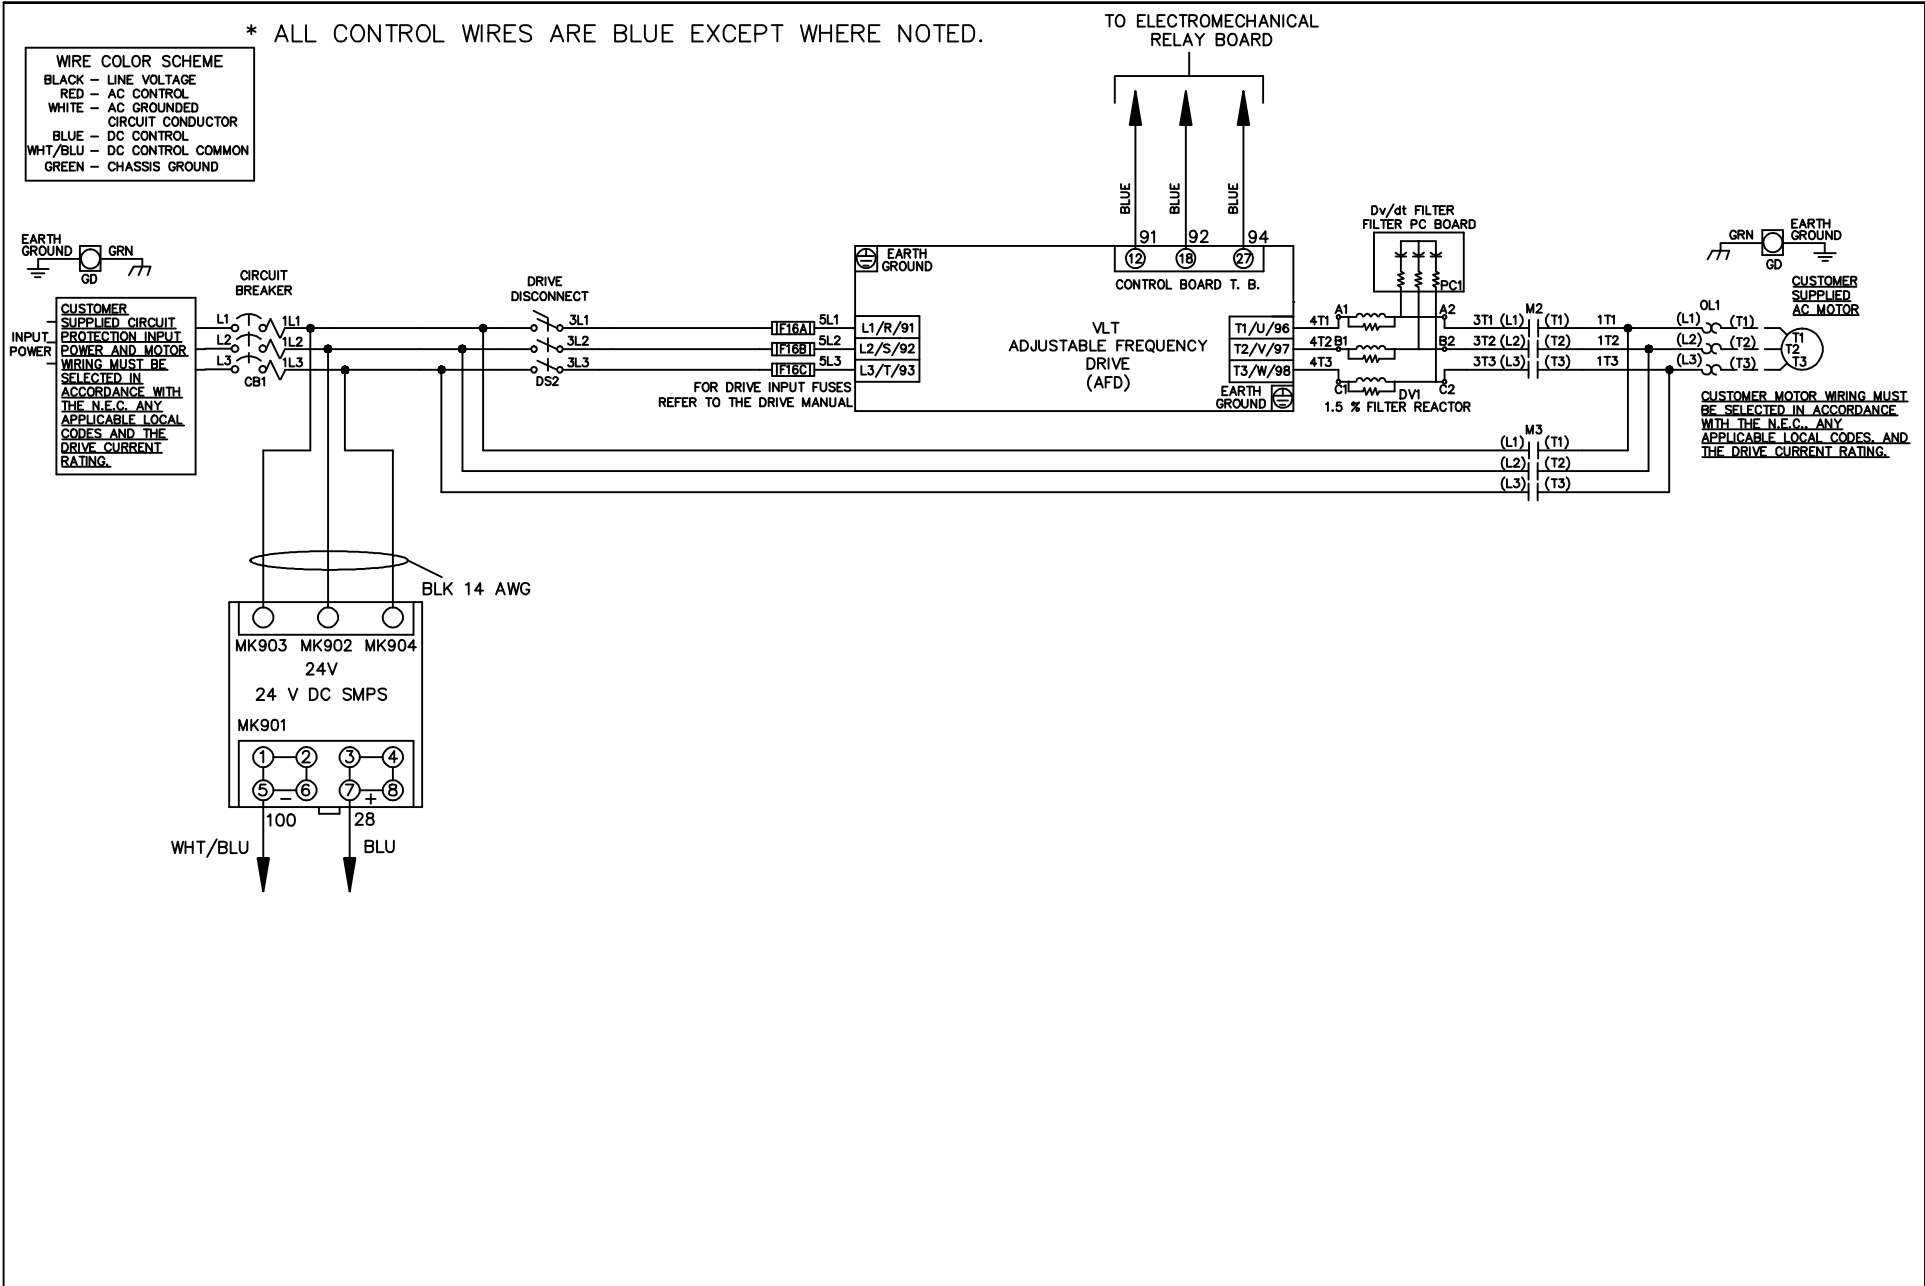 * ALL CONTROL WIRES ARE BLUE EXCEPT WHERE NOTED.
WIRE COLOR SCHEME
BLACK – LINE VOLTAGE
RED – AC CONTROL
WHITE – AC GROUNDED
CIRCUIT CONDUCTOR
BLUE – DC CONTROL
WHT/BLU – DC CONTROL COMMON
GREEN – CHASSIS GROUND
TO ELECTROMECHANICAL
RELAY BOARD
BLUE
BLUE
BLUE
91 92 94
12 18 27
CONTROL BOARD T. B.
EARTH
GROUND
GRN
GD
INPUT
POWER
CUSTOMER
SUPPLIED CIRCUIT
PROTECTION INPUT
POWER AND MOTOR
WIRING MUST BE
SELECTED IN
ACCORDANCE WITH
THE N.E.C. ANY
APPLICABLE LOCAL
CODES AND THE
DRIVE CURRENT
RATING.
CIRCUIT
BREAKER
L1 1L1
L2 1L2
L3 1L3
CB1
DRIVE
DISCONNECT
3L1
3L2
3L3
DS2
F16A 5L1
F16B 5L2
F16C 5L3
FOR DRIVE INPUT FUSES
REFER TO THE DRIVE MANUAL
EARTH
GROUND
L1/R/91
L2/S/92
L3/T/93
VLT
ADJUSTABLE FREQUENCY
DRIVE
(AFD)
T1/U/96
T2/V/97
T3/W/98
EARTH
GROUND
Dv/dt FILTER
FILTER PC BOARD
PC1
4T1 A1 A2
4T2 B1 B2
4T3 C1 C2
DV1
1.5 % FILTER REACTOR
M2
3T1 (L1) (T1) 1T1
3T2 (L2) (T2) 1T2
3T3 (L3) (T3) 1T3
M3
(L1) (T1)
(L2) (T2)
(L3) (T3)
OL1
(L1) (T1)
(L2) (T2)
(L3) (T3)
T1
T2
T3
GRN
GD
EARTH
GROUND
CUSTOMER
SUPPLIED
AC MOTOR
CUSTOMER MOTOR WIRING MUST
BE SELECTED IN ACCORDANCE
WITH THE N.E.C., ANY
APPLICABLE LOCAL CODES, AND
THE DRIVE CURRENT RATING.
BLK 14 AWG
MK903 MK902 MK904
24V
24 V DC SMPS
MK901
1 2 3 4
5 6 7 8
– +
100 28
WHT/BLU BLU